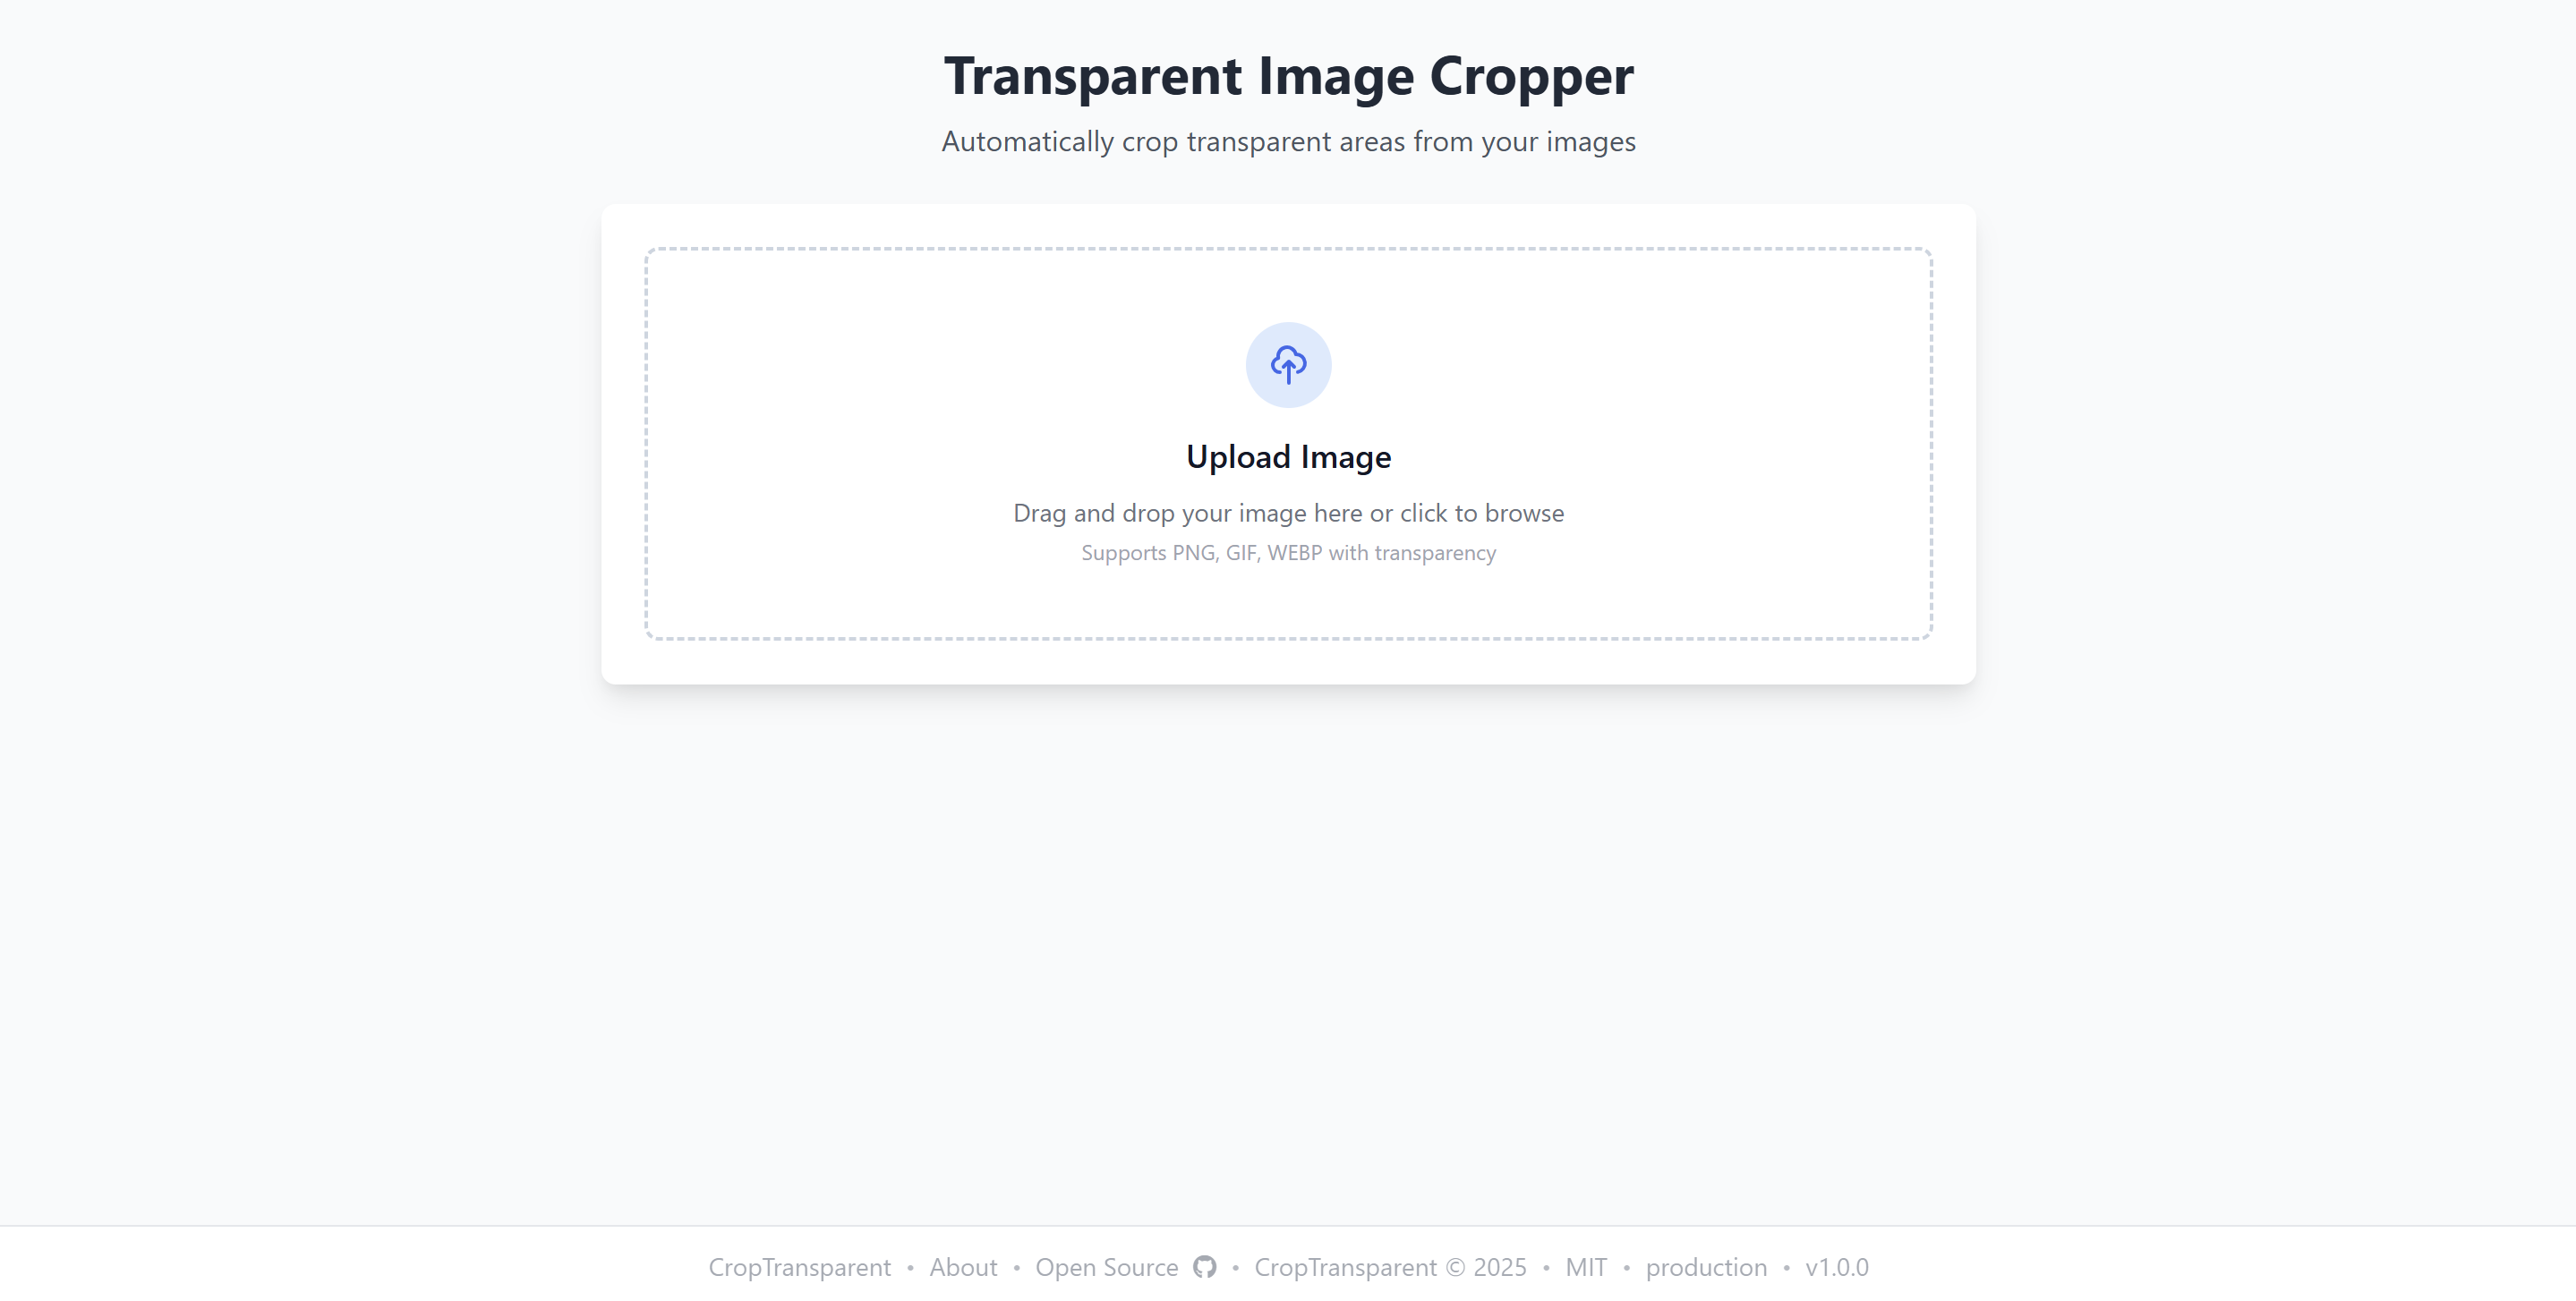 Transparent Image Cropper
Automatically crop transparent areas from your images
Upload Image
Drag and drop your image here or click to browse
Supports PNG, GIF, WEBP with transparency
CropTransparent • About • Open Source • CropTransparent © 2025 • MIT • production • v1.0.0